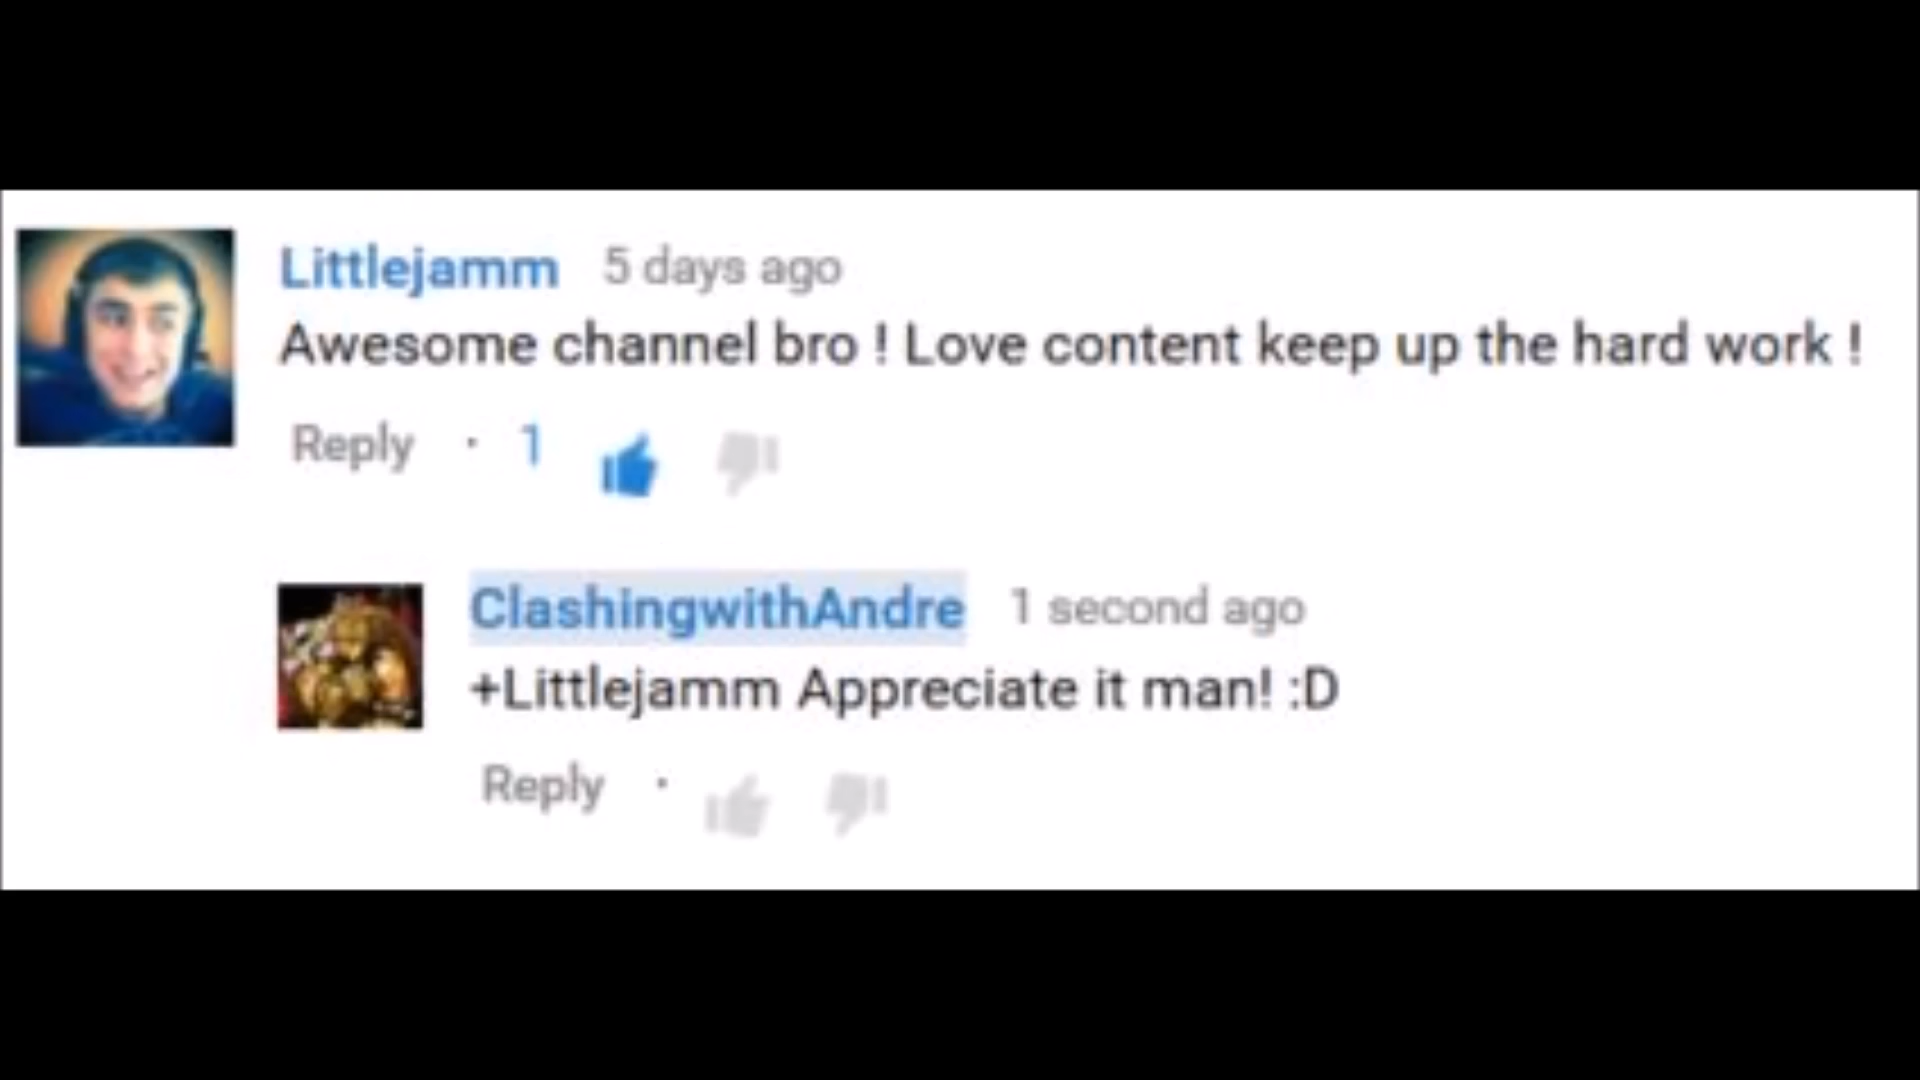 Littlejamm 5 days ago
Awesome channel bro ! Love content keep up the hard work !
Reply · 1
ClashingwithAndre 1 second ago
+Littlejamm Appreciate it man! :D
Reply ·